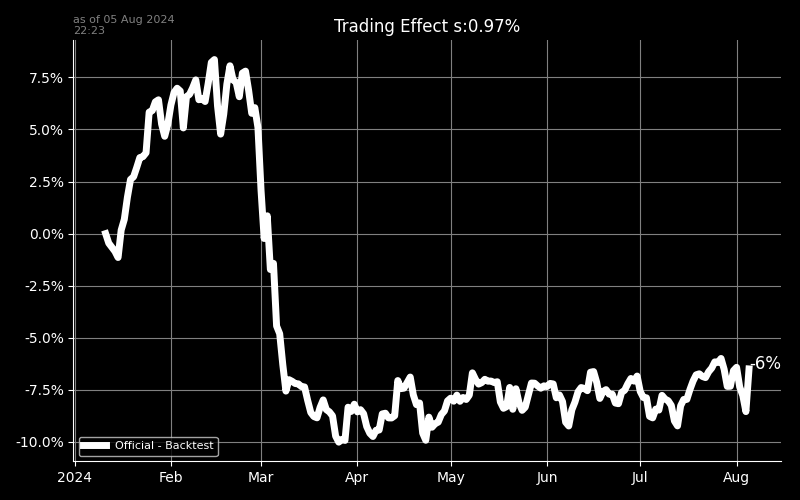 as of 05 Aug 2024
22:23
Trading Effect s:0.97%
7.5%
5.0%
2.5%
0.0%
-2.5%
-5.0%
-7.5%
-10.0%
-6%
Official - Backtest
2024 Feb Mar Apr May Jun Jul Aug